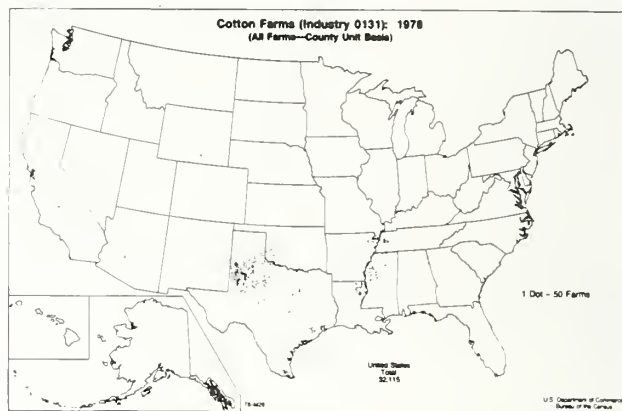 Cotton Farms (Industry 0131): 1978
(All Farms—County Unit Basis)
1 Dot - 50 Farms
United States
Total
32,115
U.S. Department of Commerce
Bureau of the Census